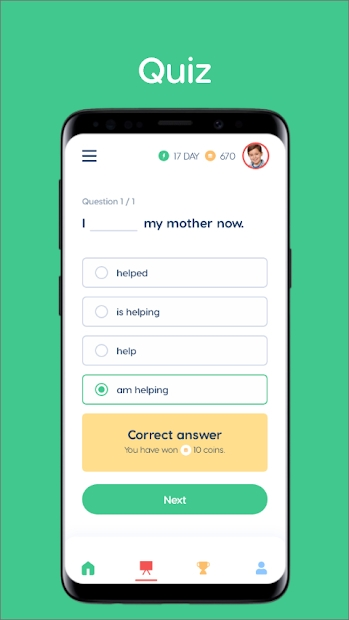 Quiz
17 DAY 670
Question 1 / 1
I ______ my mother now.
helped
is helping
help
am helping
Correct answer
You have won 10 coins.
Next